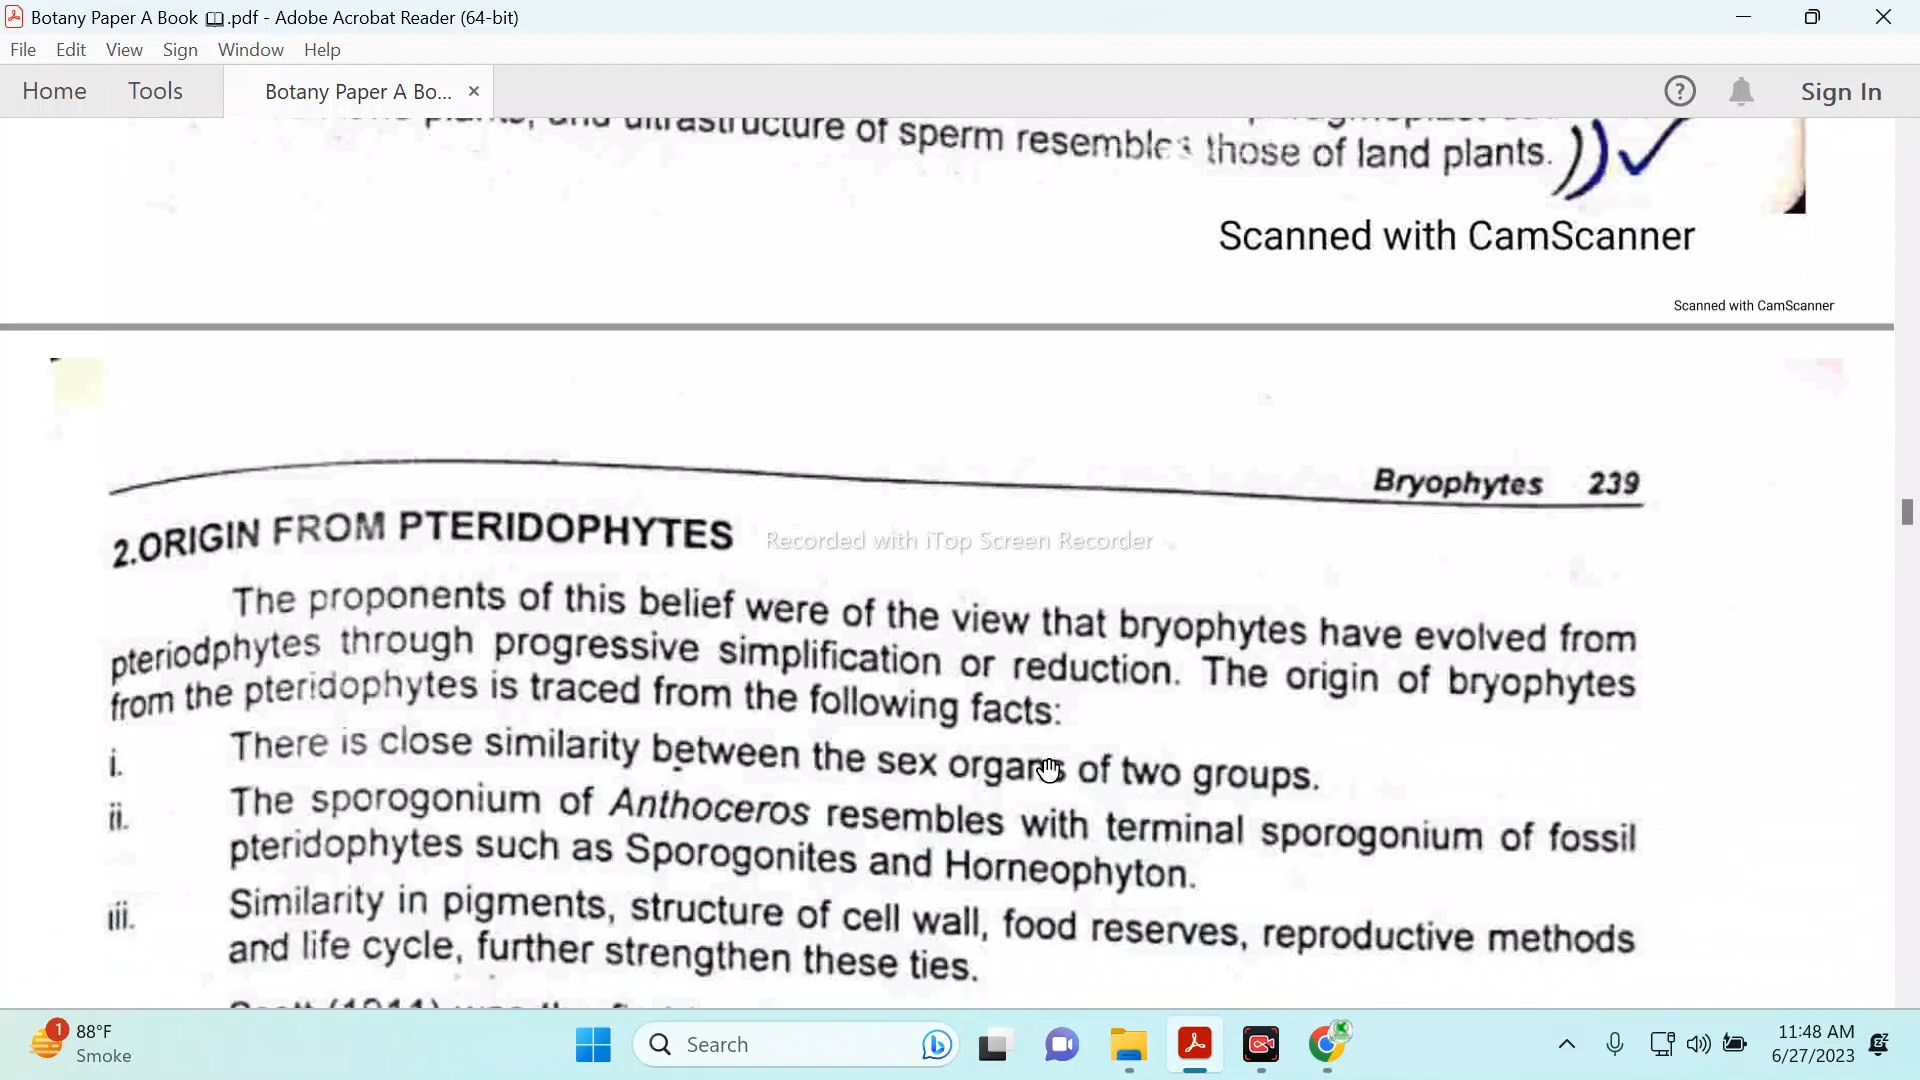 Botany Paper A Book 📖.pdf - Adobe Acrobat Reader (64-bit)
File Edit View Sign Window Help
Home Tools Botany Paper A Bo... × Sign In
ultrastructure of sperm resembles those of land plants.
Scanned with CamScanner
Scanned with CamScanner
Bryophytes 239
2.ORIGIN FROM PTERIDOPHYTES
Recorded with iTop Screen Recorder
The proponents of this belief were of the view that bryophytes have evolved from
pteriodphytes through progressive simplification or reduction. The origin of bryophytes
from the pteridophytes is traced from the following facts:
i. There is close similarity between the sex organs of two groups.
ii. The sporogonium of Anthoceros resembles with terminal sporogonium of fossil
pteridophytes such as Sporogonites and Horneophyton.
iii. Similarity in pigments, structure of cell wall, food reserves, reproductive methods
and life cycle, further strengthen these ties.
1 88°F
Smoke
Search
11:48 AM
6/27/2023